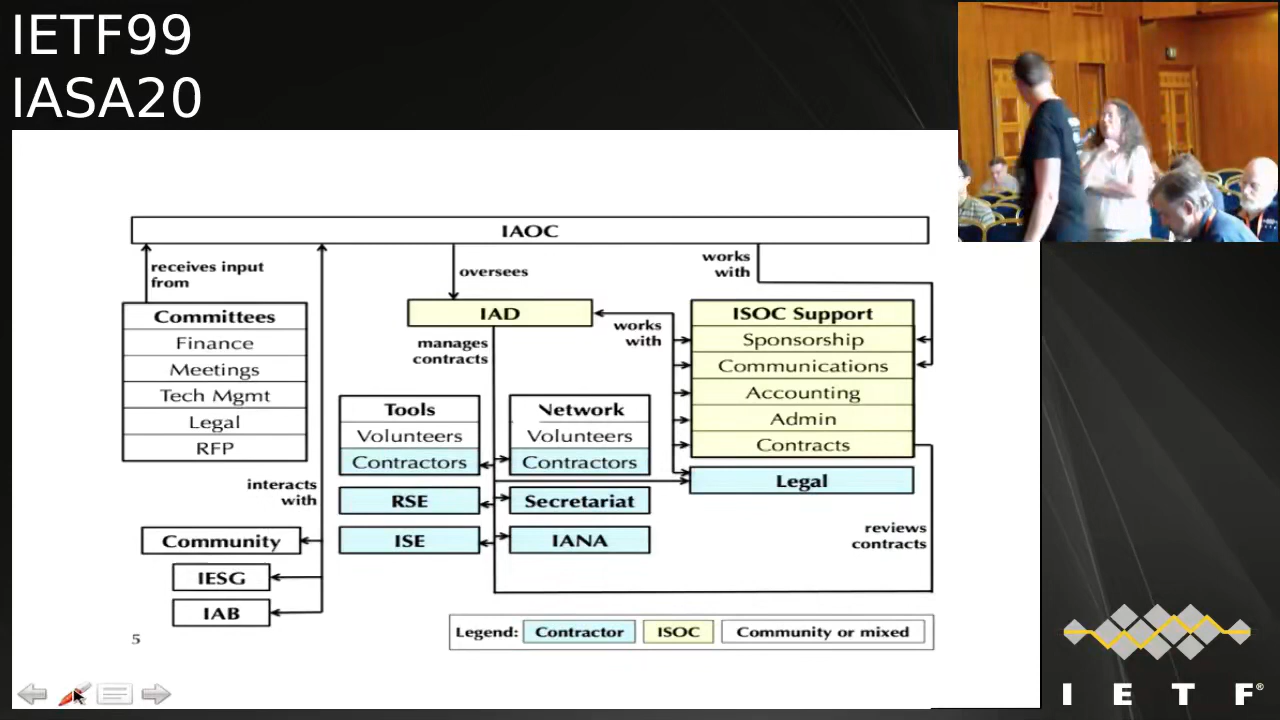 IETF99
IASA20
IAOC
receives input
from
oversees
works
with
Committees
Finance
Meetings
Tech Mgmt
Legal
RFP
IAD
works
with
manages
contracts
ISOC Support
Sponsorship
Communications
Accounting
Admin
Contracts
Tools
Volunteers
Contractors
Network
Volunteers
Contractors
Legal
interacts
with
RSE
Secretariat
reviews
contracts
Community
ISE
IANA
IESG
IAB
Legend: Contractor ISOC Community or mixed
5
I E T F®